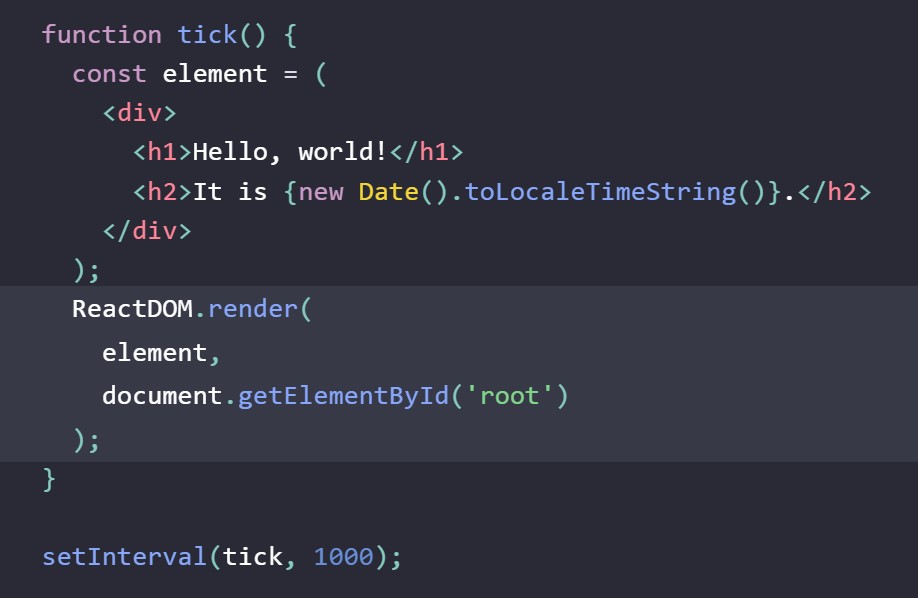 function tick() {
  const element = (
    <div>
      <h1>Hello, world!</h1>
      <h2>It is {new Date().toLocaleTimeString()}.</h2>
    </div>
  );
  ReactDOM.render(
    element,
    document.getElementById('root')
  );
}
setInterval(tick, 1000);